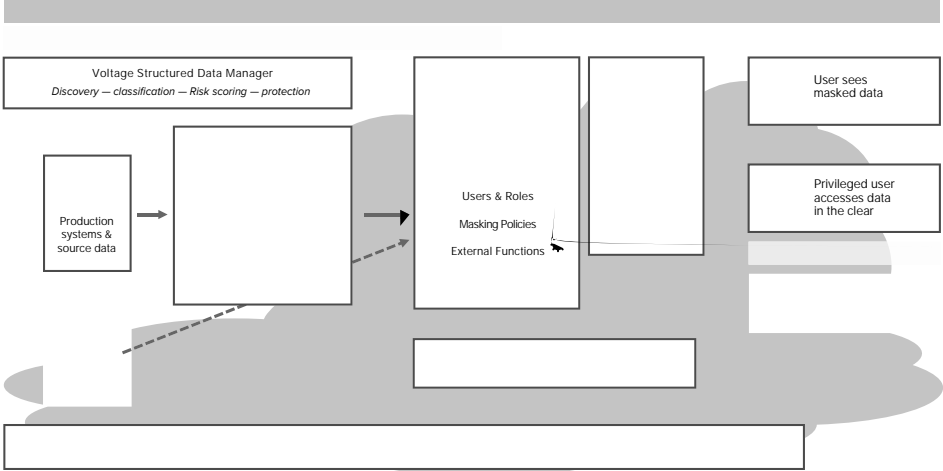 Voltage Structured Data Manager
Discovery — classification — Risk scoring — protection
Production
systems &
source data
Users & Roles
Masking Policies
External Functions
User sees
masked data
Privileged user
accesses data
in the clear